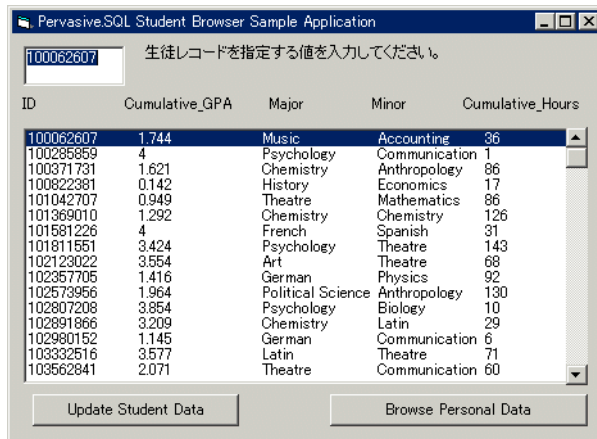 Pervasive.SQL Student Browser Sample Application
100062607 生徒レコードを指定する値を入力してください。
ID Cumulative_GPA Major Minor Cumulative_Hours
100062607 1.744 Music Accounting 36
100285859 4 Psychology Communication 1
100371731 1.621 Chemistry Anthropology 86
100822381 0.142 History Economics 17
101042707 0.949 Theatre Mathematics 86
101369010 1.292 Chemistry Chemistry 126
101581226 4 French Spanish 31
101811551 3.424 Psychology Theatre 143
102123022 3.554 Art Theatre 68
102357705 1.416 German Physics 92
102573956 1.964 Political Science Anthropology 130
102807208 3.854 Psychology Biology 10
102891866 3.209 Chemistry Latin 29
102980152 1.145 German Communication 6
103332516 3.577 Latin Theatre 71
103562841 2.071 Theatre Communication 60
Update Student Data Browse Personal Data